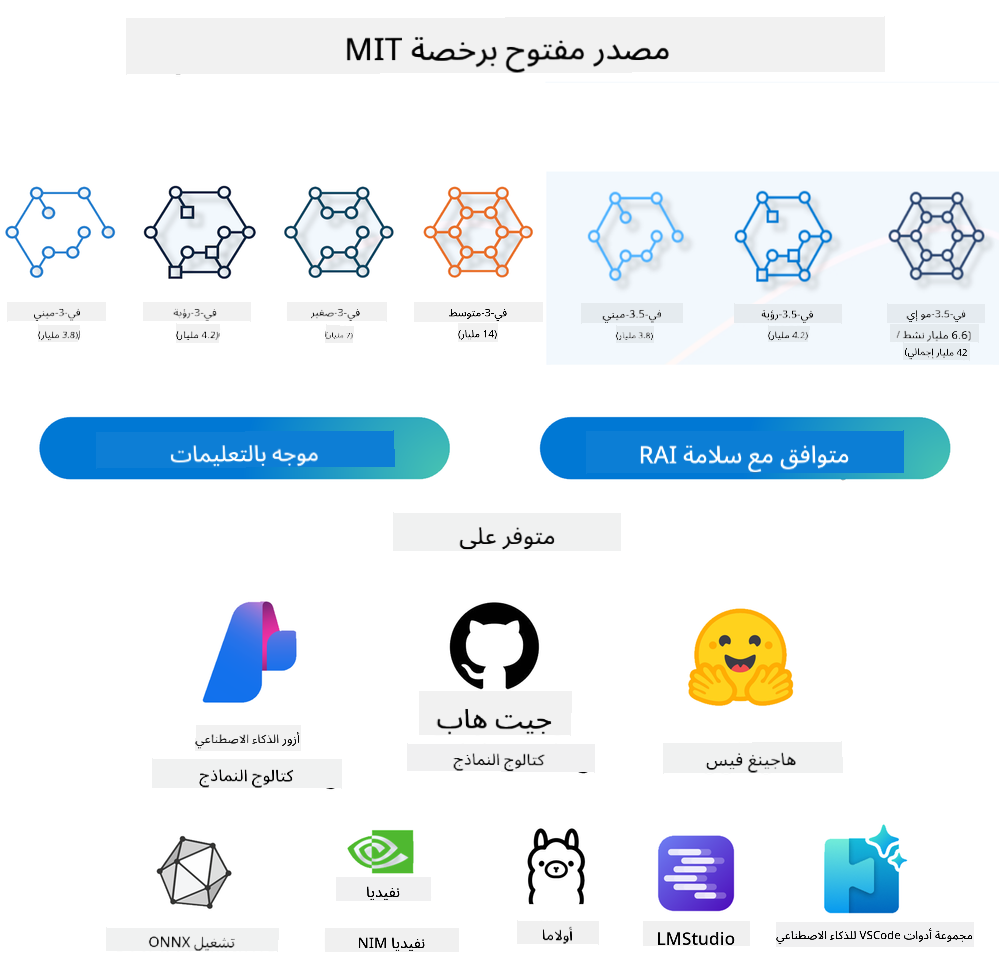 مصدر مفتوح برخصة MIT
في-3-ميني
(3.8 مليار)
في-3-رؤية
(4.2 مليار)
في-3-صغير
(7 مليار)
في-3-متوسط
(14 مليار)
في-3.5-ميني
(3.8 مليار)
في-3.5-رؤية
(4.2 مليار)
في-3.5-مو إي
(6.6 مليار نشط /
42 مليار إجمالي)
موجه بالتعليمات
متوافق مع سلامة RAI
متوفر على
أزور الذكاء الاصطناعي
كتالوج النماذج
جيت هاب
كتالوج النماذج
هاجينغ فيس
تشغيل ONNX
نفيديا
نفيديا NIM
أولاما
LMStudio
مجموعة أدوات VSCode للذكاء الاصطناعي